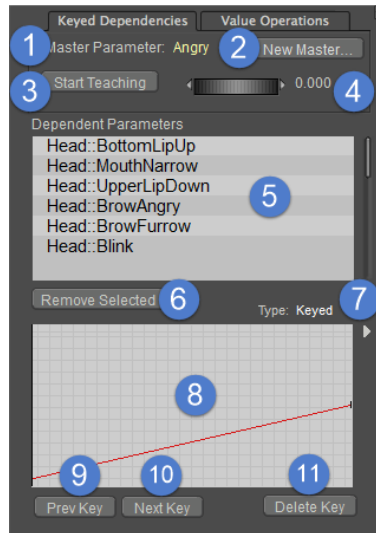 Keyed Dependencies Value Operations
1 Master Parameter: Angry 2 New Master...
3 Start Teaching 0.000 4
Dependent Parameters
Head::BottomLipUp
Head::MouthNarrow
Head::UpperLipDown
Head::BrowAngry
5
Head::BrowFurrow
Head::Blink
Remove Selected 6 Type: Keyed 7
8
9 10 11
Prev Key Next Key Delete Key